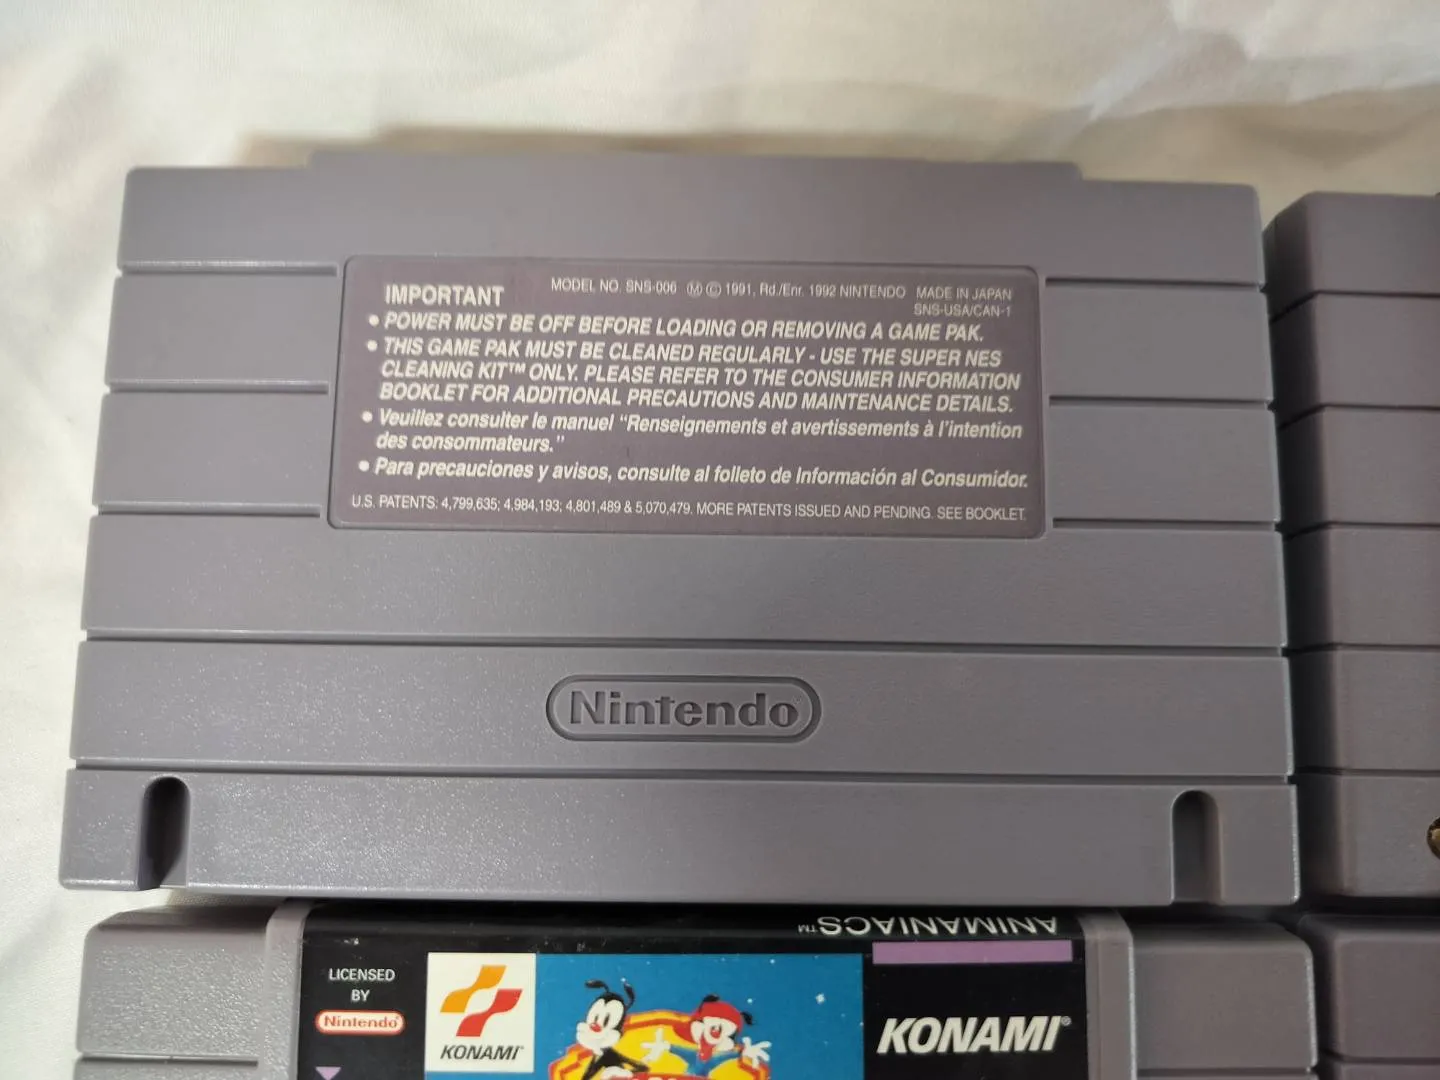 IMPORTANT
MODEL NO. SNS-006 Ⓜ © 1991, Rd./Enr. 1992 NINTENDO MADE IN JAPAN
SNS-USA/CAN-1
• POWER MUST BE OFF BEFORE LOADING OR REMOVING A GAME PAK.
• THIS GAME PAK MUST BE CLEANED REGULARLY - USE THE SUPER NES
CLEANING KIT™ ONLY. PLEASE REFER TO THE CONSUMER INFORMATION
BOOKLET FOR ADDITIONAL PRECAUTIONS AND MAINTENANCE DETAILS.
• Veuillez consulter le manuel "Renseignements et avertissements à l'intention
des consommateurs."
• Para precauciones y avisos, consulte al folleto de Información al Consumidor.
U.S. PATENTS: 4,799,635; 4,984,193; 4,801,489 & 5,070,479. MORE PATENTS ISSUED AND PENDING. SEE BOOKLET.
Nintendo
ANIMANIACS™
LICENSED
BY
Nintendo
KONAMI®
KONAMI®